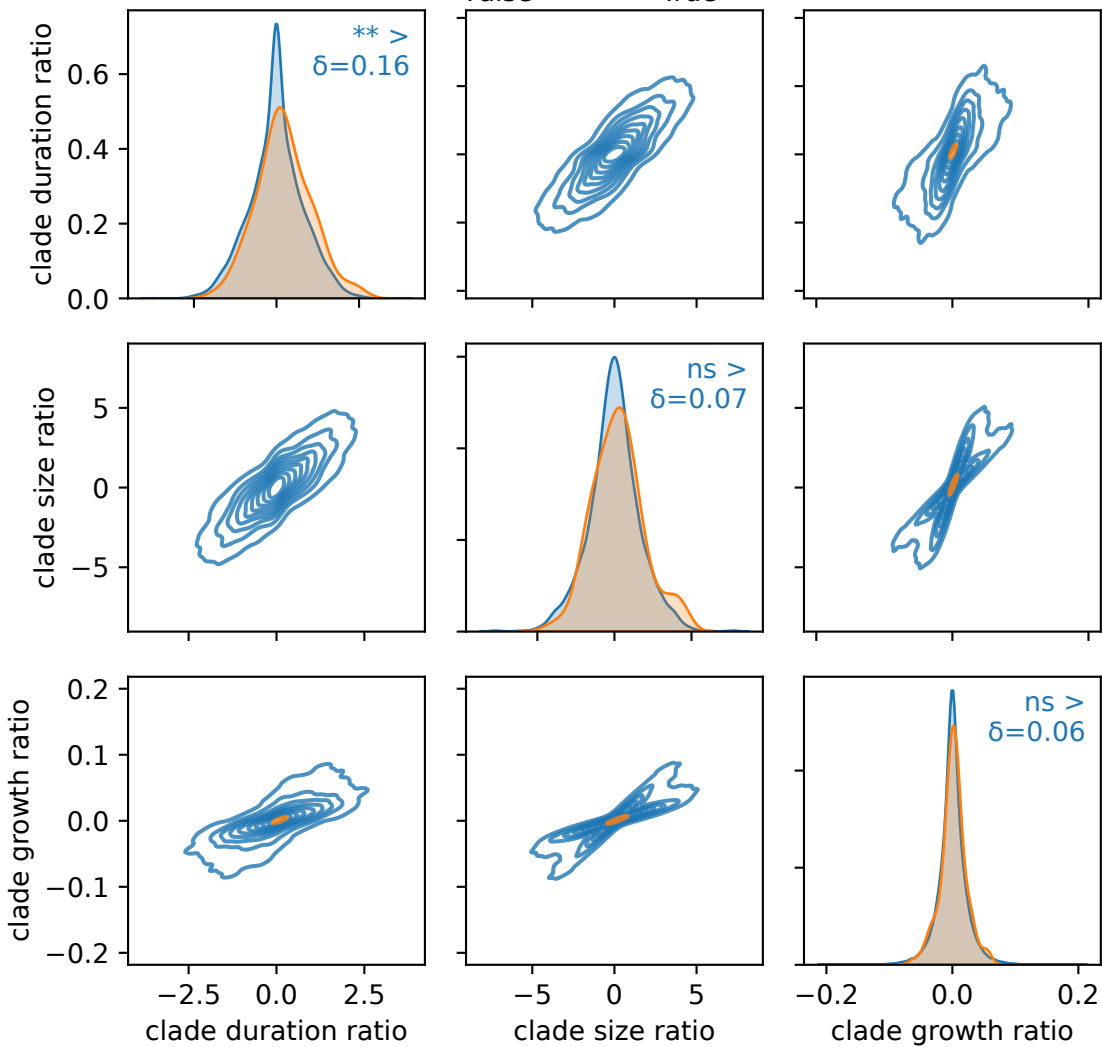 clade duration ratio
0.6
0.4
0.2
0.0
** >
δ=0.16
clade size ratio
5
0
−5
ns >
δ=0.07
clade growth ratio
0.2
0.1
0.0
−0.1
−0.2
ns >
δ=0.06
−2.5 0.0 2.5
clade duration ratio
−5 0 5
clade size ratio
−0.2 0.0 0.2
clade growth ratio